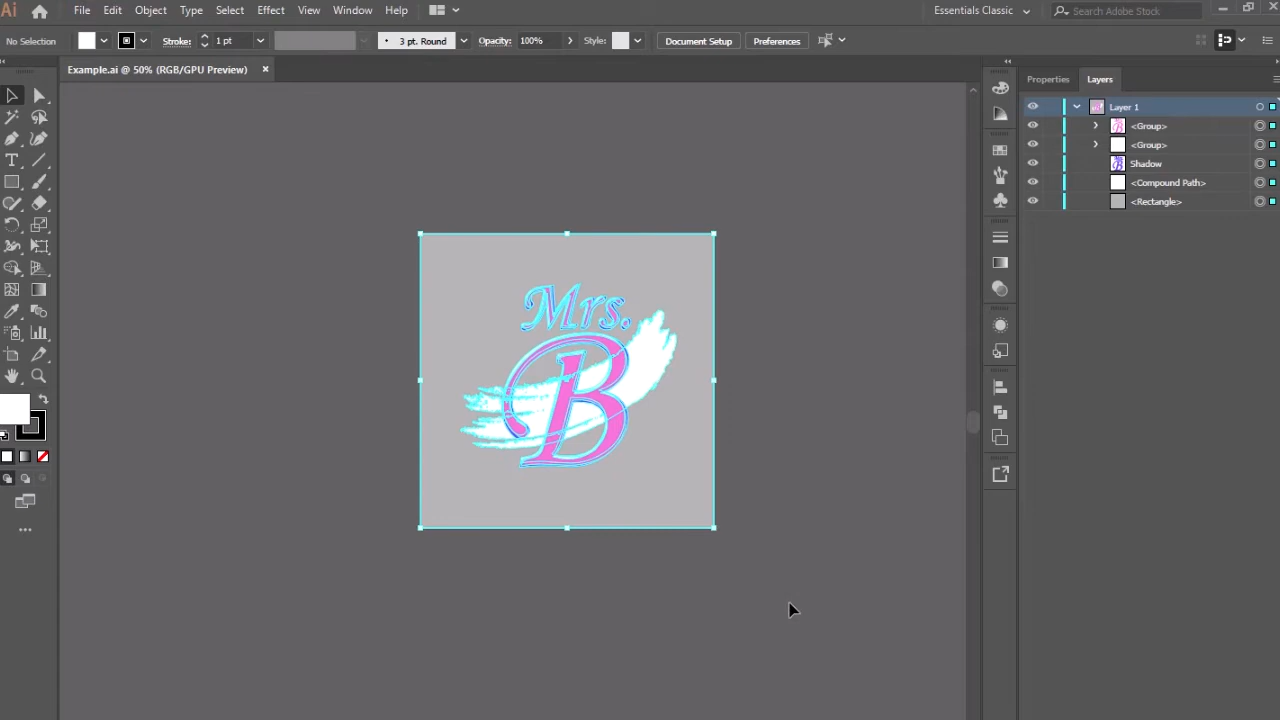 Ai File Edit Object Type Select Effect View Window Help Essentials Classic Search Adobe Stock
No Selection Stroke: 1 pt 3 pt. Round Opacity: 100% Style: Document Setup Preferences
Example.ai @ 50% (RGB/GPU Preview) ×
Properties Layers
Layer 1
<Group>
<Group>
Shadow
<Compound Path>
<Rectangle>
Mrs.
B